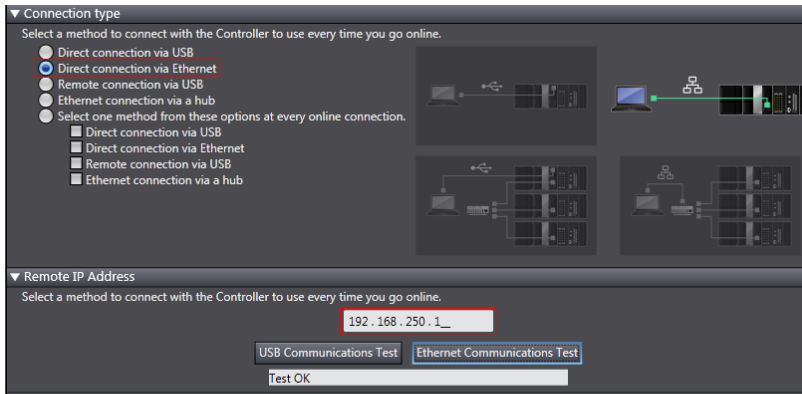 ▼ Connection type
Select a method to connect with the Controller to use every time you go online.
Direct connection via USB
Direct connection via Ethernet
Remote connection via USB
Ethernet connection via a hub
Select one method from these options at every online connection.
Direct connection via USB
Direct connection via Ethernet
Remote connection via USB
Ethernet connection via a hub
▼ Remote IP Address
Select a method to connect with the Controller to use every time you go online.
192.168.250.1_
USB Communications Test Ethernet Communications Test
Test OK